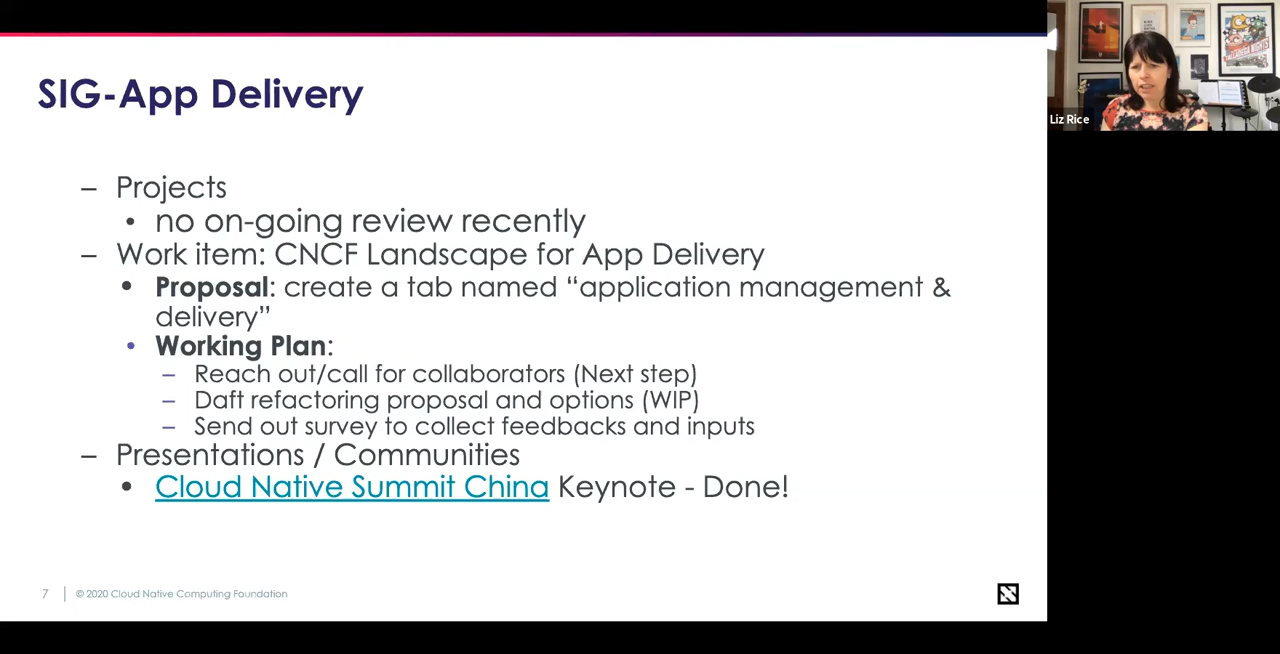 SIG-App Delivery
– Projects
• no on-going review recently
– Work item: CNCF Landscape for App Delivery
• Proposal: create a tab named “application management &
delivery”
• Working Plan:
– Reach out/call for collaborators (Next step)
– Daft refactoring proposal and options (WIP)
– Send out survey to collect feedbacks and inputs
– Presentations / Communities
• Cloud Native Summit China Keynote - Done!
7
© 2020 Cloud Native Computing Foundation
Liz Rice